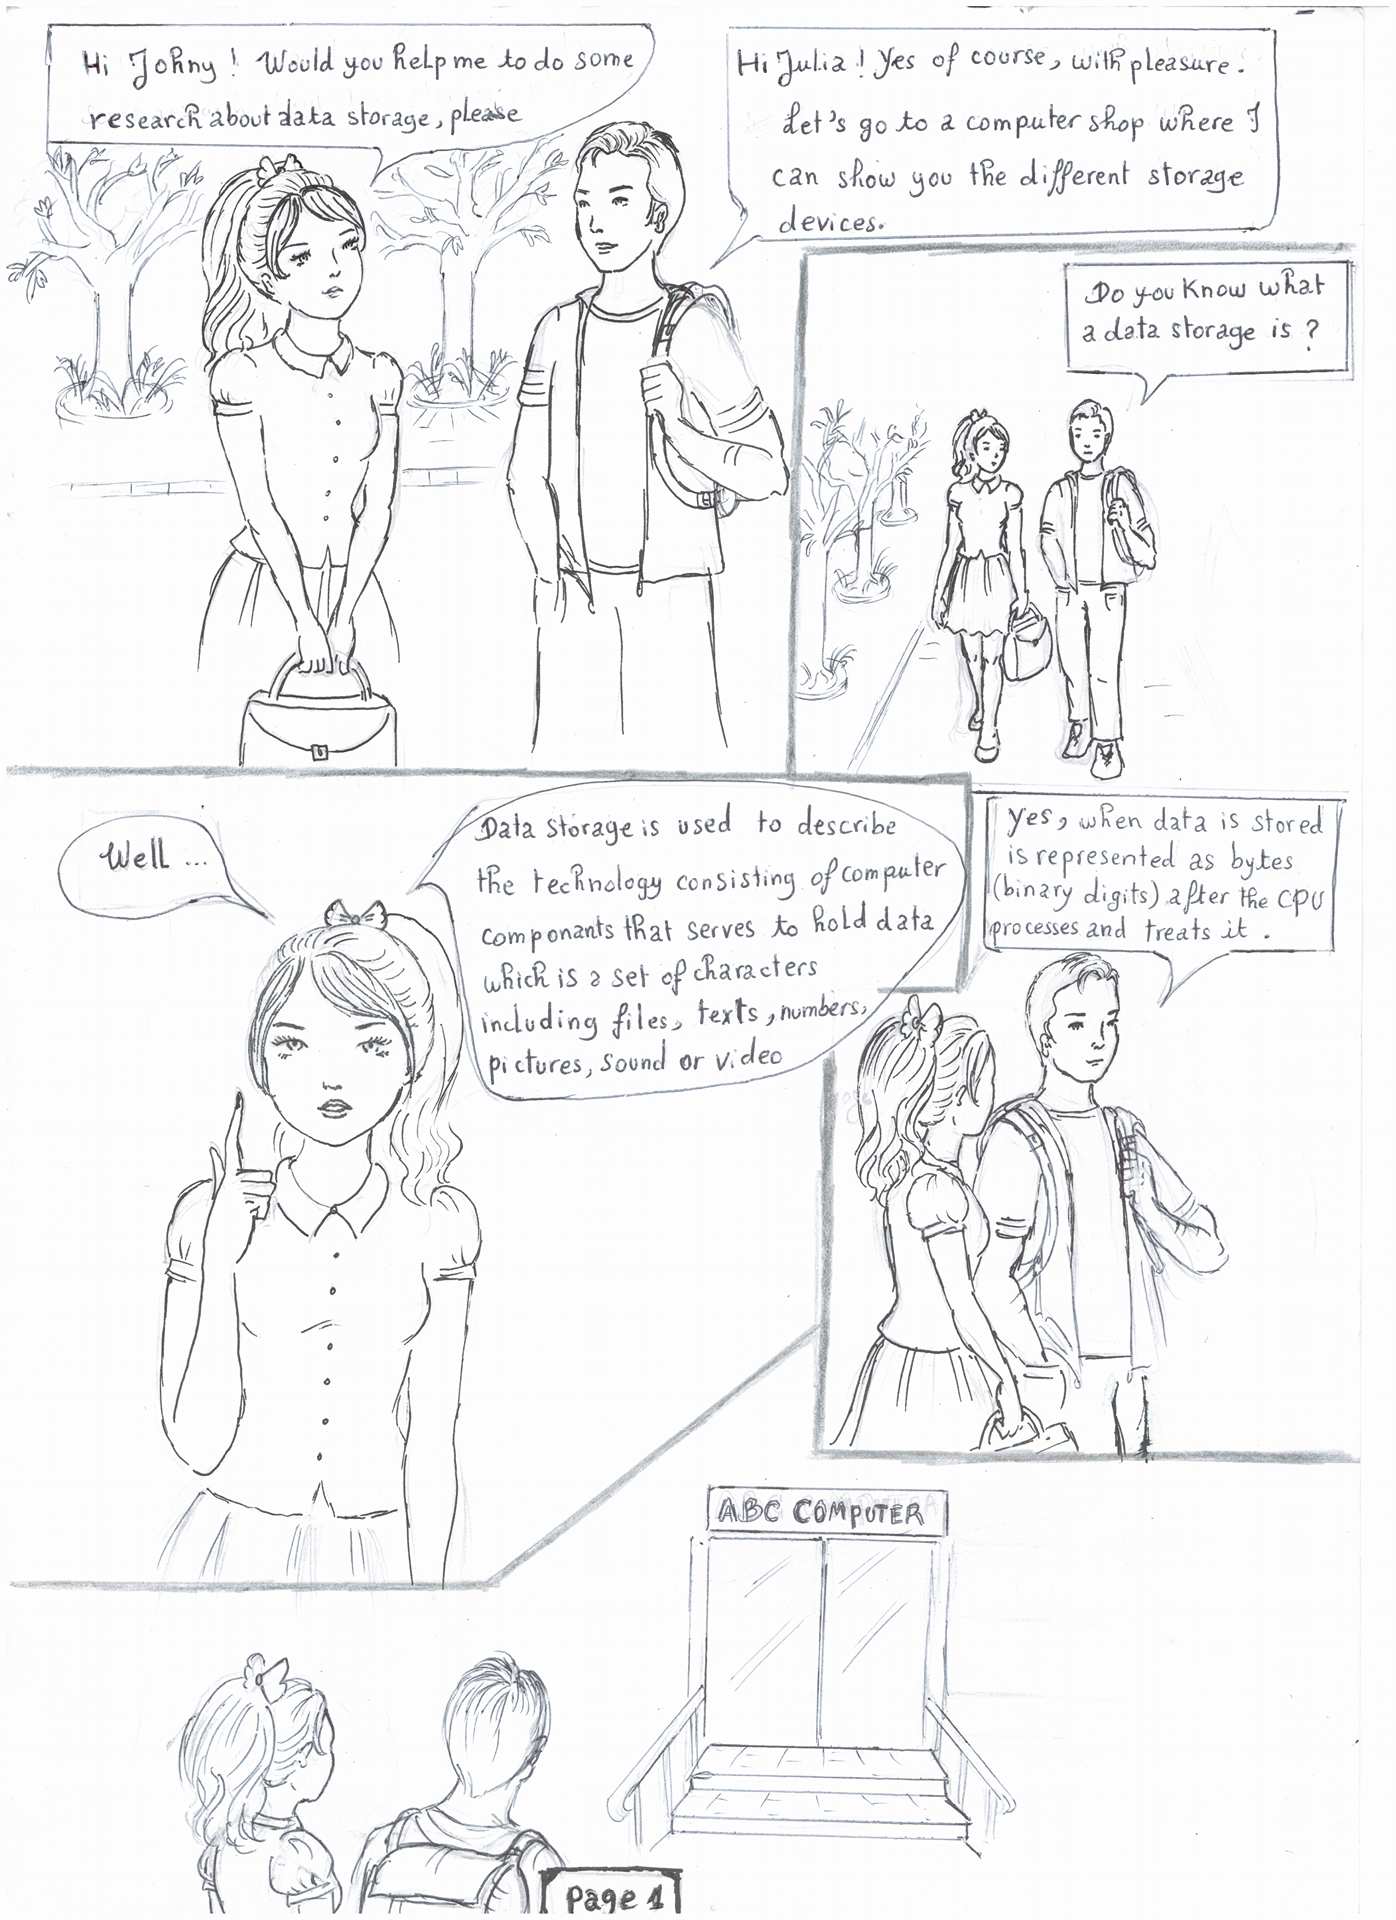 Hi Johny! Would you help me to do some
research about data storage, please
Hi Julia! Yes of course, with pleasure.
Let's go to a computer shop where I
can show you the different storage
devices.
Do you know what
a data storage is?
Well ...
Data storage is used to describe
the technology consisting of computer
componants that serves to hold data
which is a set of characters
including files, texts, numbers,
pictures, sound or video
Yes, when data is stored
is represented as bytes
(binary digits) after the CPU
processes and treats it.
ABC COMPUTER
Page 1